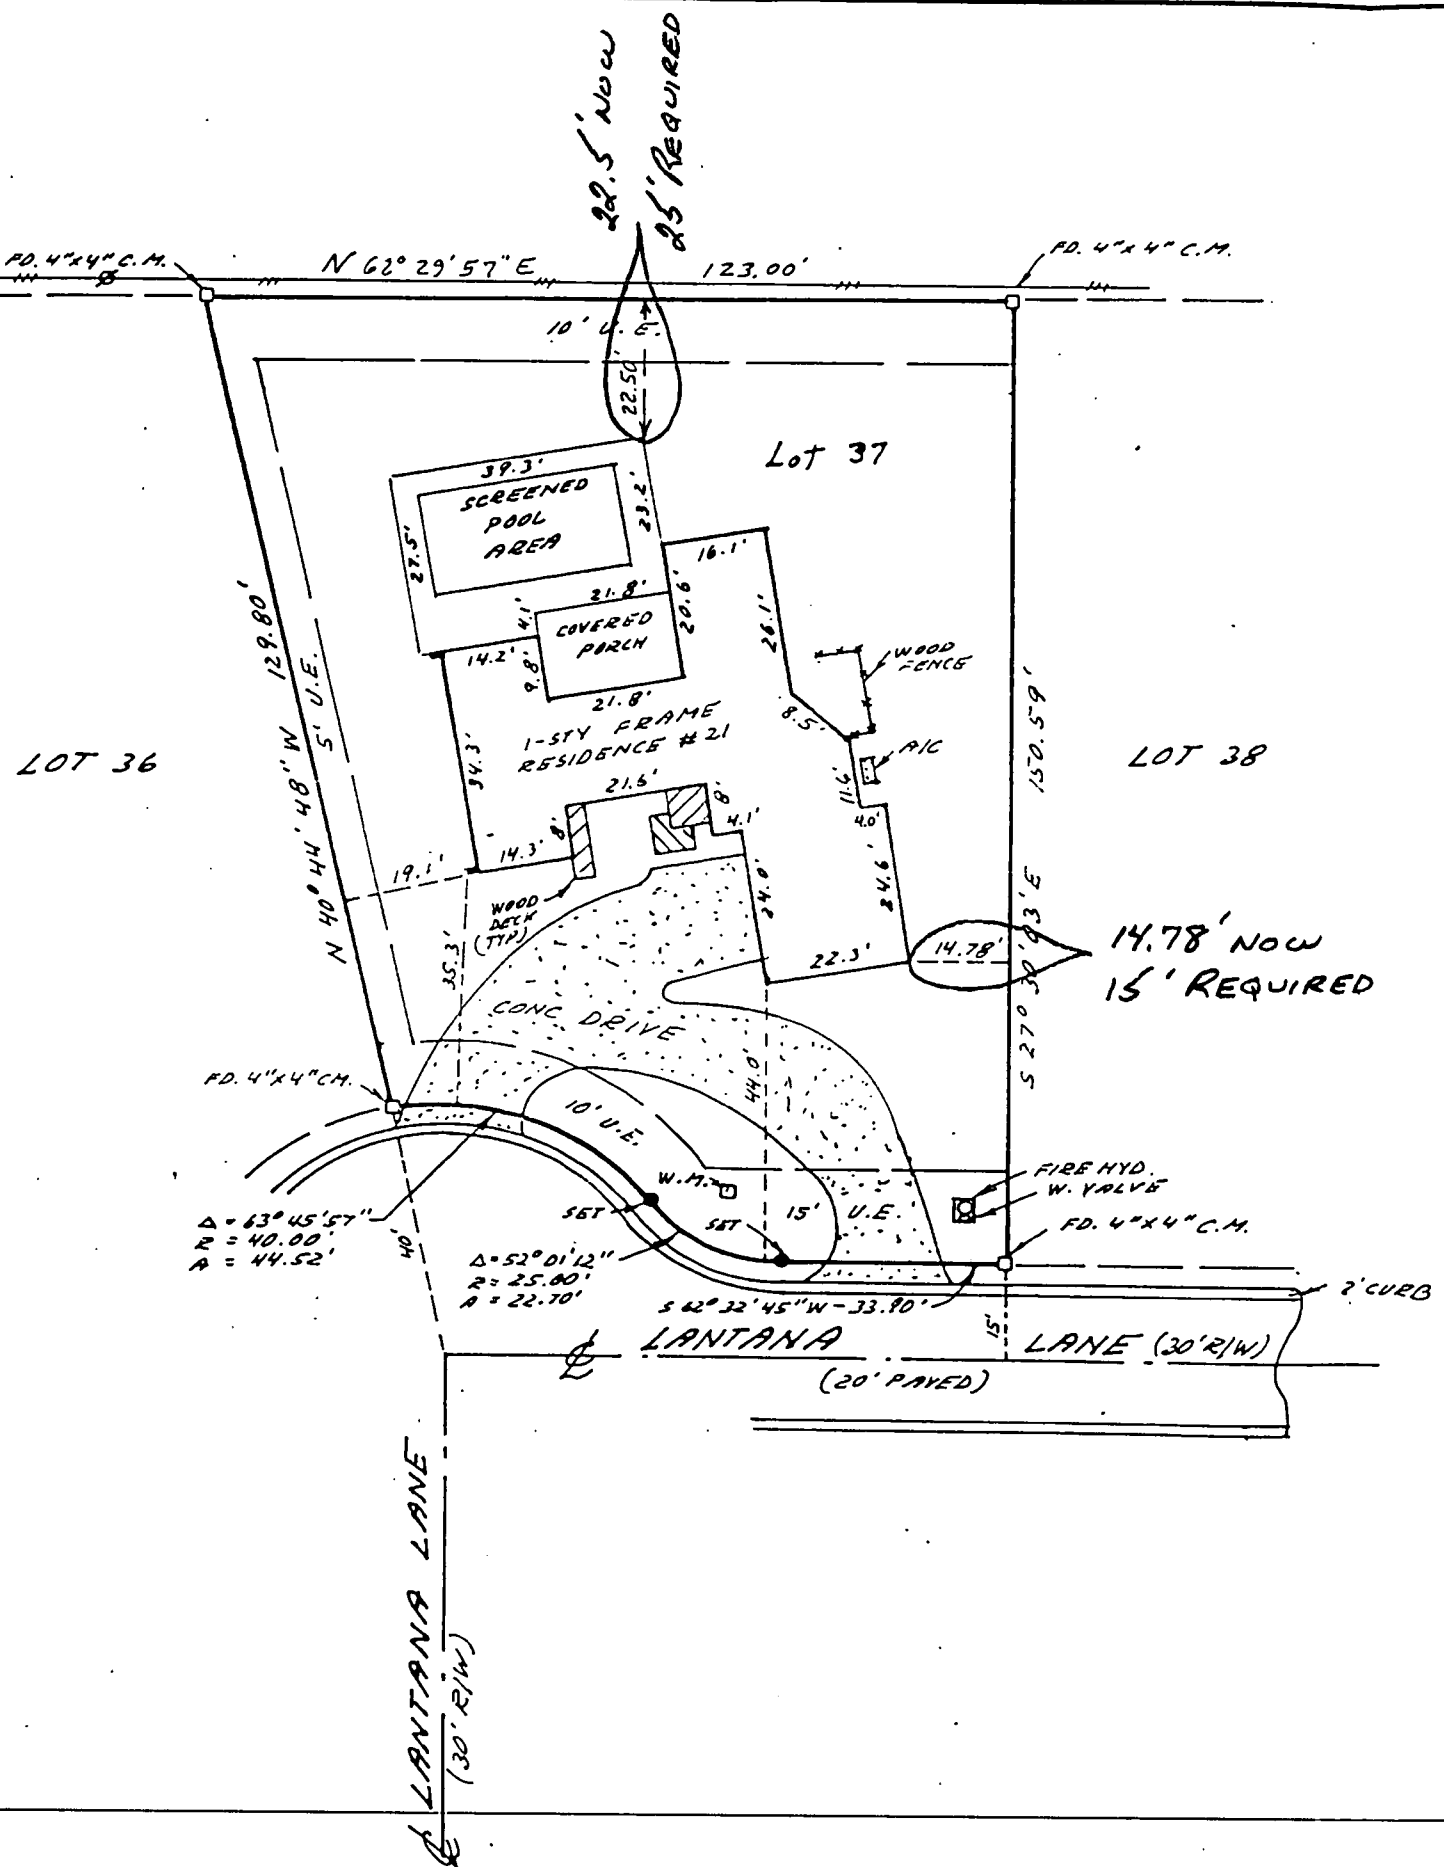 22.5' NOW
25' REQUIRED
FD. 4"x4" C.M.
N 62° 29' 57" E
123.00'
FD. 4"x4" C.M.
10' U.E.
22.50'
LOT 37
39.3'
SCREENED
POOL
AREA
27.5'
23.2'
16.1'
21.8'
4.1'
COVERED
PORCH
20.6'
26.1'
14.2'
9.8'
21.8'
WOOD
FENCE
129.80'
5' U.E.
N 40° 44' 48" W
1-STY FRAME
RESIDENCE #21
8.5'
A/C
150.59'
LOT 36
LOT 38
34.3'
21.6'
8'
8'
4.1'
11.6'
4.0'
14.3'
19.1'
WOOD
DECK
(TYP)
24.0'
24.6'
35.3'
22.3'
14.78'
14.78' NOW
15' REQUIRED
S 27° 30' 03" E
CONC DRIVE
44.0'
FD. 4"x4" CM.
10' U.E.
W.M.
FIRE HYD.
W. VALVE
SET
SET
15' U.E.
FD. 4"x4" C.M.
Δ = 63° 45' 57"
R = 40.00'
A = 44.52'
40'
Δ = 52° 01' 12"
R = 25.00'
A = 22.70'
S 62° 32' 45" W - 33.90'
2' CURB
15'
LANTANA LANE (30' R/W)
(20' PAVED)
LANTANA LANE
(30' R/W)